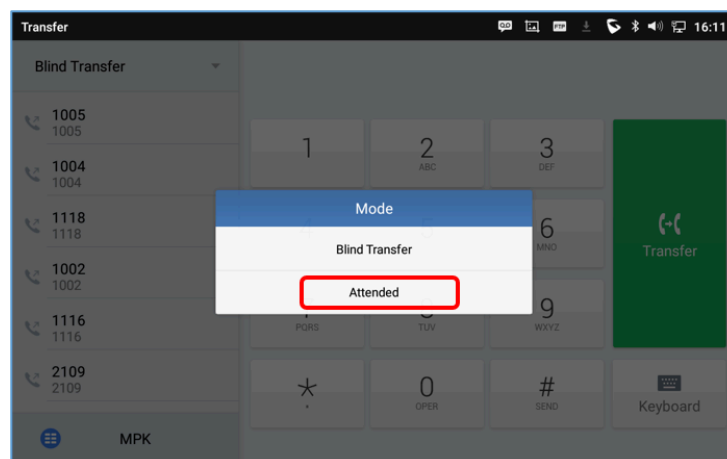 Transfer
FTP
16:11
Blind Transfer
1005
1005
1004
1004
1118
1118
1002
1002
1116
1116
2109
2109
MPK
1
2
ABC
3
DEF
Mode
Blind Transfer
Attended
6
MNO
PQRS
TUV
9
WXYZ
*
0
OPER
#
SEND
Transfer
Keyboard